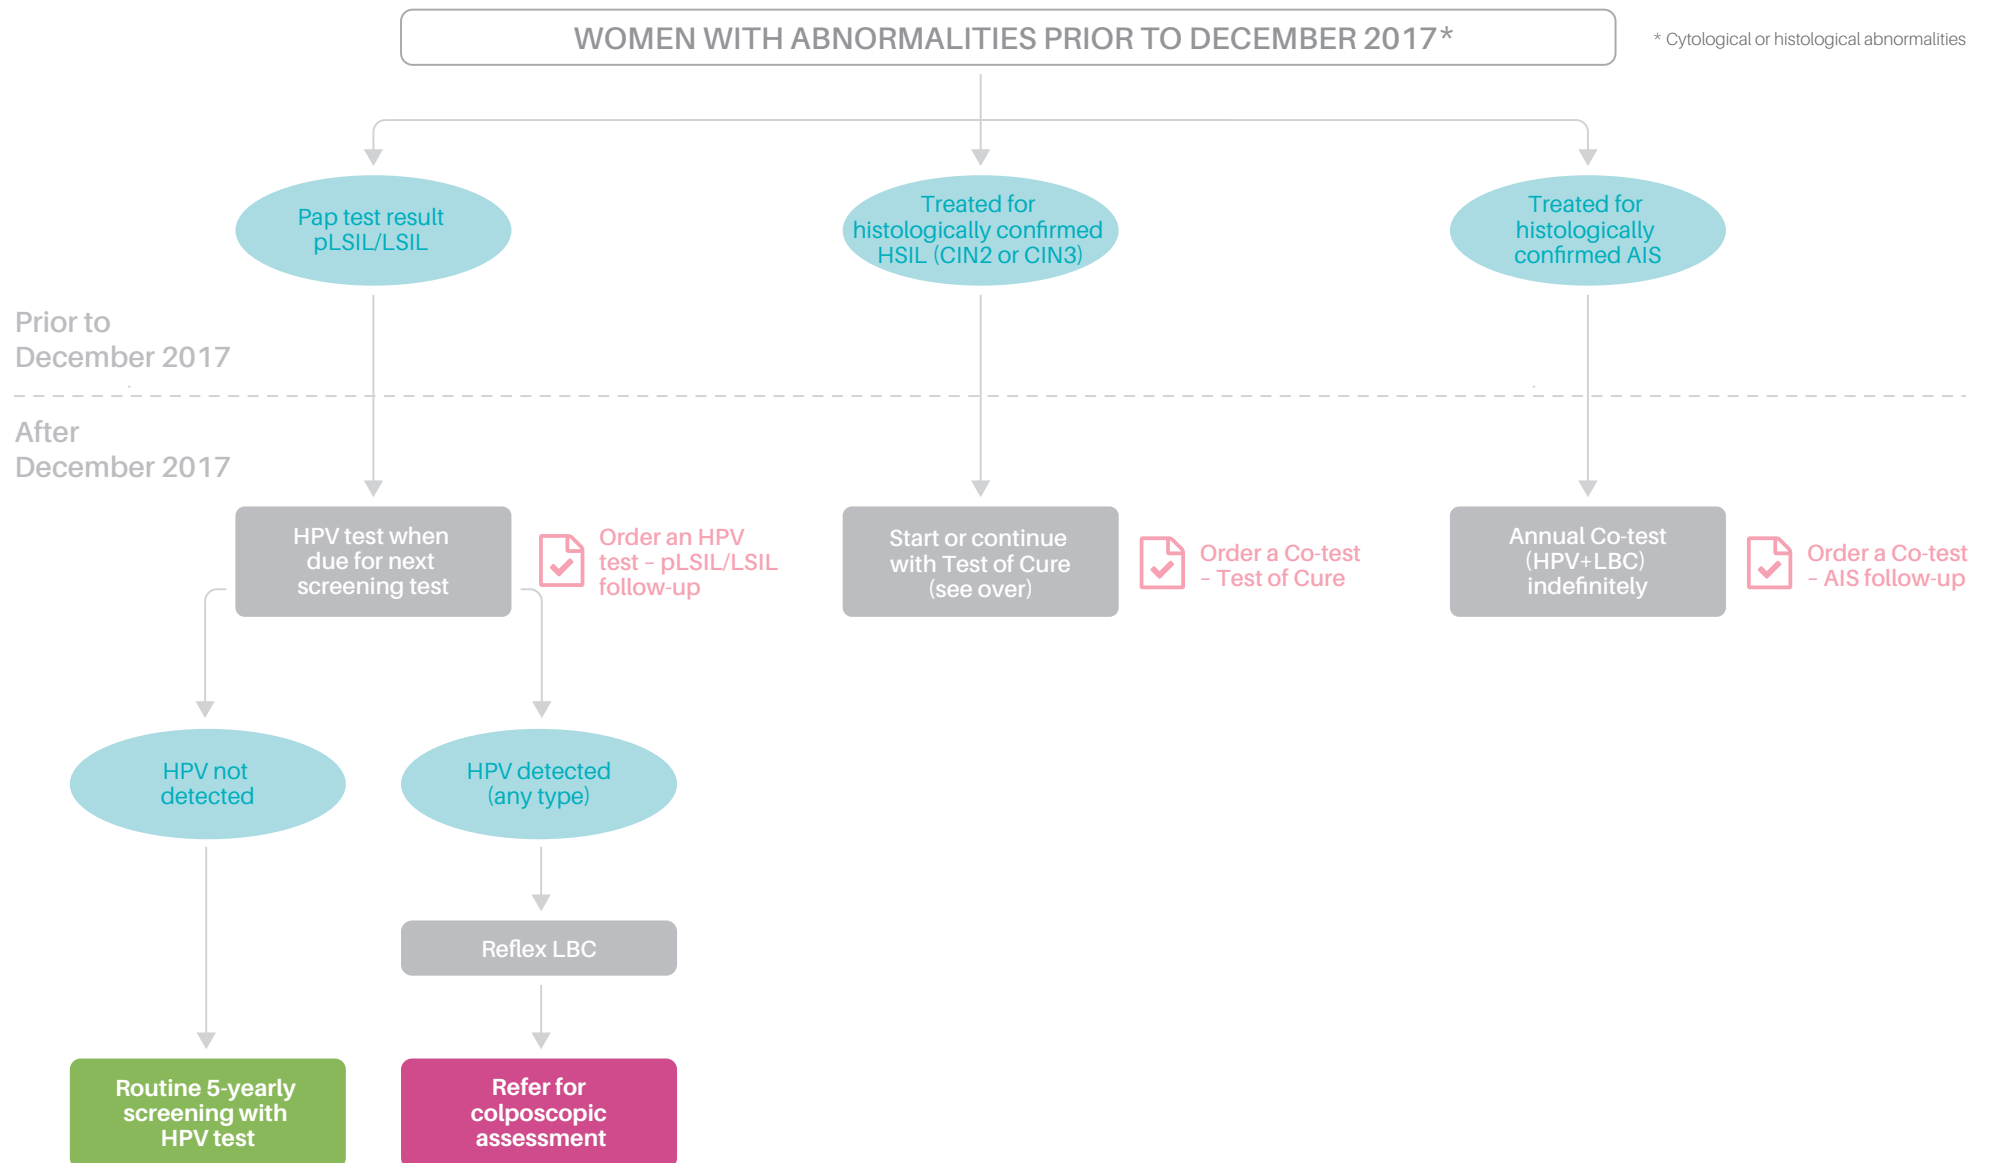 WOMEN WITH ABNORMALITIES PRIOR TO DECEMBER 2017*
* Cytological or histological abnormalities
Pap test result
pLSIL/LSIL
Treated for
histologically confirmed
HSIL (CIN2 or CIN3)
Treated for
histologically
confirmed AIS
Prior to
December 2017
After
December 2017
HPV test when
due for next
screening test
Order an HPV
test – pLSIL/LSIL
follow-up
Start or continue
with Test of Cure
(see over)
Order a Co-test
– Test of Cure
Annual Co-test
(HPV+LBC)
indefinitely
Order a Co-test
– AIS follow-up
HPV not
detected
HPV detected
(any type)
Reflex LBC
Routine 5-yearly
screening with
HPV test
Refer for
colposcopic
assessment